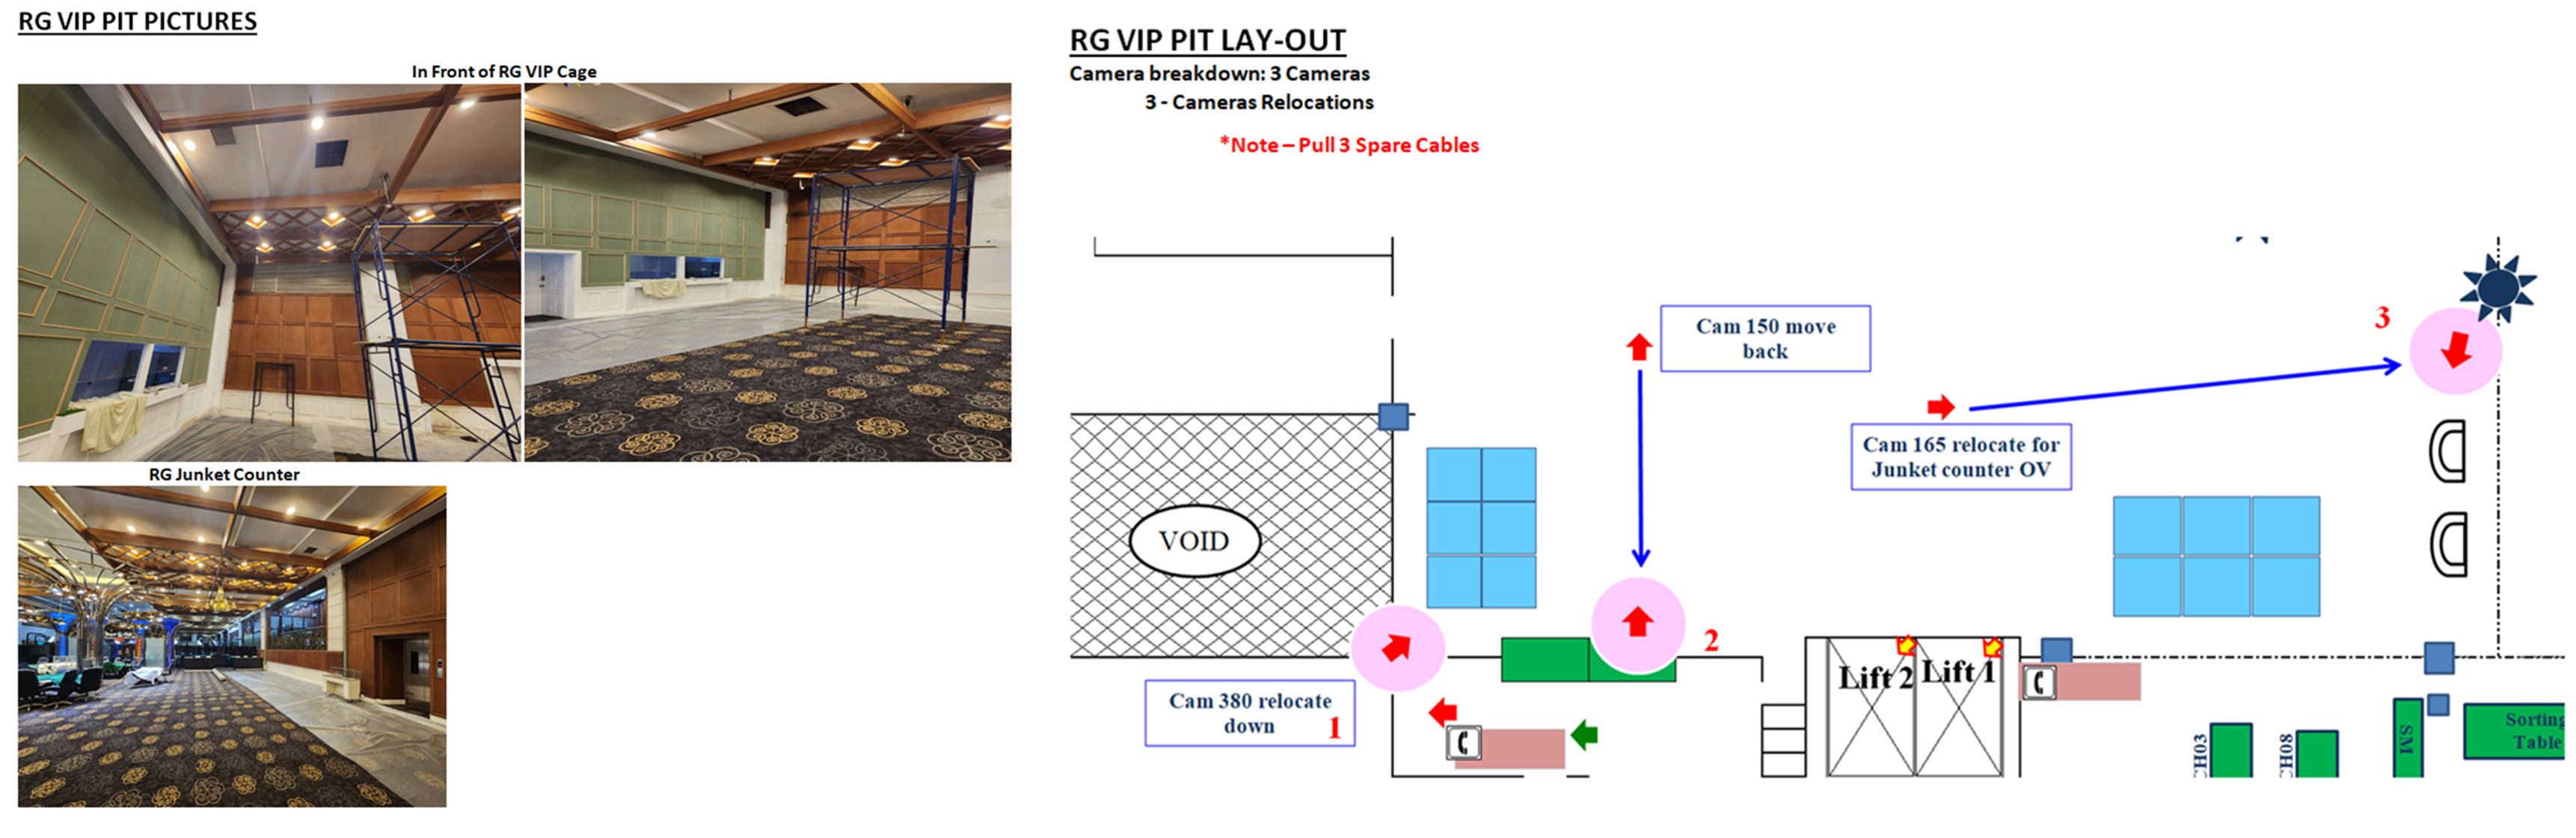 RG VIP PIT PICTURES
In Front of RG VIP Cage
RG Junket Counter
RG VIP PIT LAY-OUT
Camera breakdown: 3 Cameras
3 - Cameras Relocations
*Note – Pull 3 Spare Cables
Cam 150 move
back
3
Cam 165 relocate for
Junket counter OV
VOID
2
Cam 380 relocate
down
1
Lift 2
Lift 1
CH03
CH08
SM
Sorting
Table